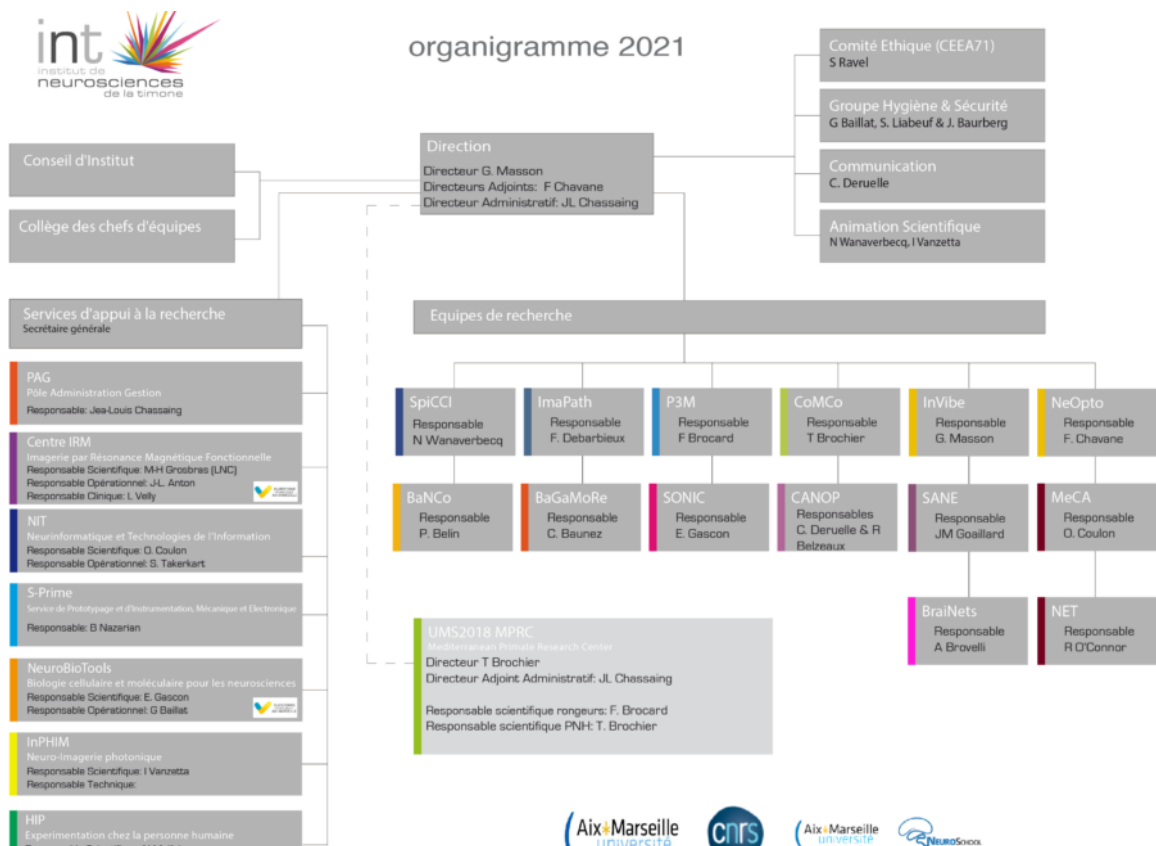 int
institut de
neurosciences
de la timone
organigramme 2021
Comité Ethique (CEEA71)
S Ravel
Groupe Hygiène & Sécurité
G Baillat, S. Liabeuf & J. Baurberg
Communication
C. Deruelle
Animation Scientifique
N Wanaverbecq, I Vanzetta
Direction
Directeur G. Masson
Directeurs Adjoints: F Chavane
Directeur Administratif: JL Chassaing
Conseil d'Institut
Collège des chefs d'équipes
Services d'appui à la recherche
Secrétaire générale
PAG
Pôle Administration Gestion
Responsable: Jea-Louis Chassaing
Centre IRM
Imagerie par Résonance Magnétique Fonctionnelle
Responsable Scientifique: M-H Grosbras (LNC)
Responsable Opérationnel: J-L. Anton
Responsable Clinique: L Velly
NIT
Neurinformatique et Technologies de l'Information
Responsable Scientifique: O. Coulon
Responsable Opérationnel: S. Takerkart
S-Prime
Service de Prototypage et d'Instrumentation, Mécanique et Electronique
Responsable: B Nazarian
NeuroBioTools
Biologie cellulaire et moléculaire pour les neurosciences
Responsable Scientifique: E. Gascon
Responsable Opérationnel: G Baillat
InPHIM
Neuro-Imagerie photonique
Responsable Scientifique: I Vanzetta
Responsable Technique:
HIP
Experimentation chez la personne humaine
Equipes de recherche
SpiCCI
Responsable
N Wanaverbecq
ImaPath
Responsable
F. Debarbieux
P3M
Responsable
F Brocard
CoMCo
Responsable
T Brochier
InVibe
Responsable
G. Masson
NeOpto
Responsable
F. Chavane
BaNCo
Responsable
P. Belin
BaGaMoRe
Responsable
C. Baunez
SONIC
Responsable
E. Gascon
CANOP
Responsables
C. Deruelle & R
Belzeaux
SANE
Responsable
JM Goaillard
MeCA
Responsable
O. Coulon
BraiNets
Responsable
A Brovelli
NET
Responsable
R O'Connor
UMS2018 MPRC
Mediterranean Primate Research Center
Directeur T Brochier
Directeur Adjoint Administratif: JL Chassaing
Responsable scientifique rongeurs: F. Brocard
Responsable scientifique PNH: T. Brochier
Aix*Marseille
université
cnrs
Aix*Marseille
université
NEUROSCHOOL